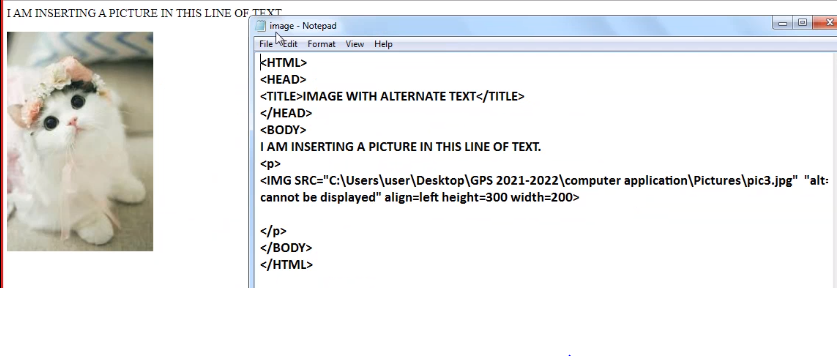 I AM INSERTING A PICTURE IN THIS LINE OF TEXT
image - Notepad
File Edit Format View Help
<HTML>
<HEAD>
<TITLE>IMAGE WITH ALTERNATE TEXT</TITLE>
</HEAD>
<BODY>
I AM INSERTING A PICTURE IN THIS LINE OF TEXT.
<p>
<IMG SRC="C:\Users\user\Desktop\GPS 2021-2022\computer application\Pictures\pic3.jpg"  "alt=
cannot be displayed" align=left height=300 width=200>
</p>
</BODY>
</HTML>